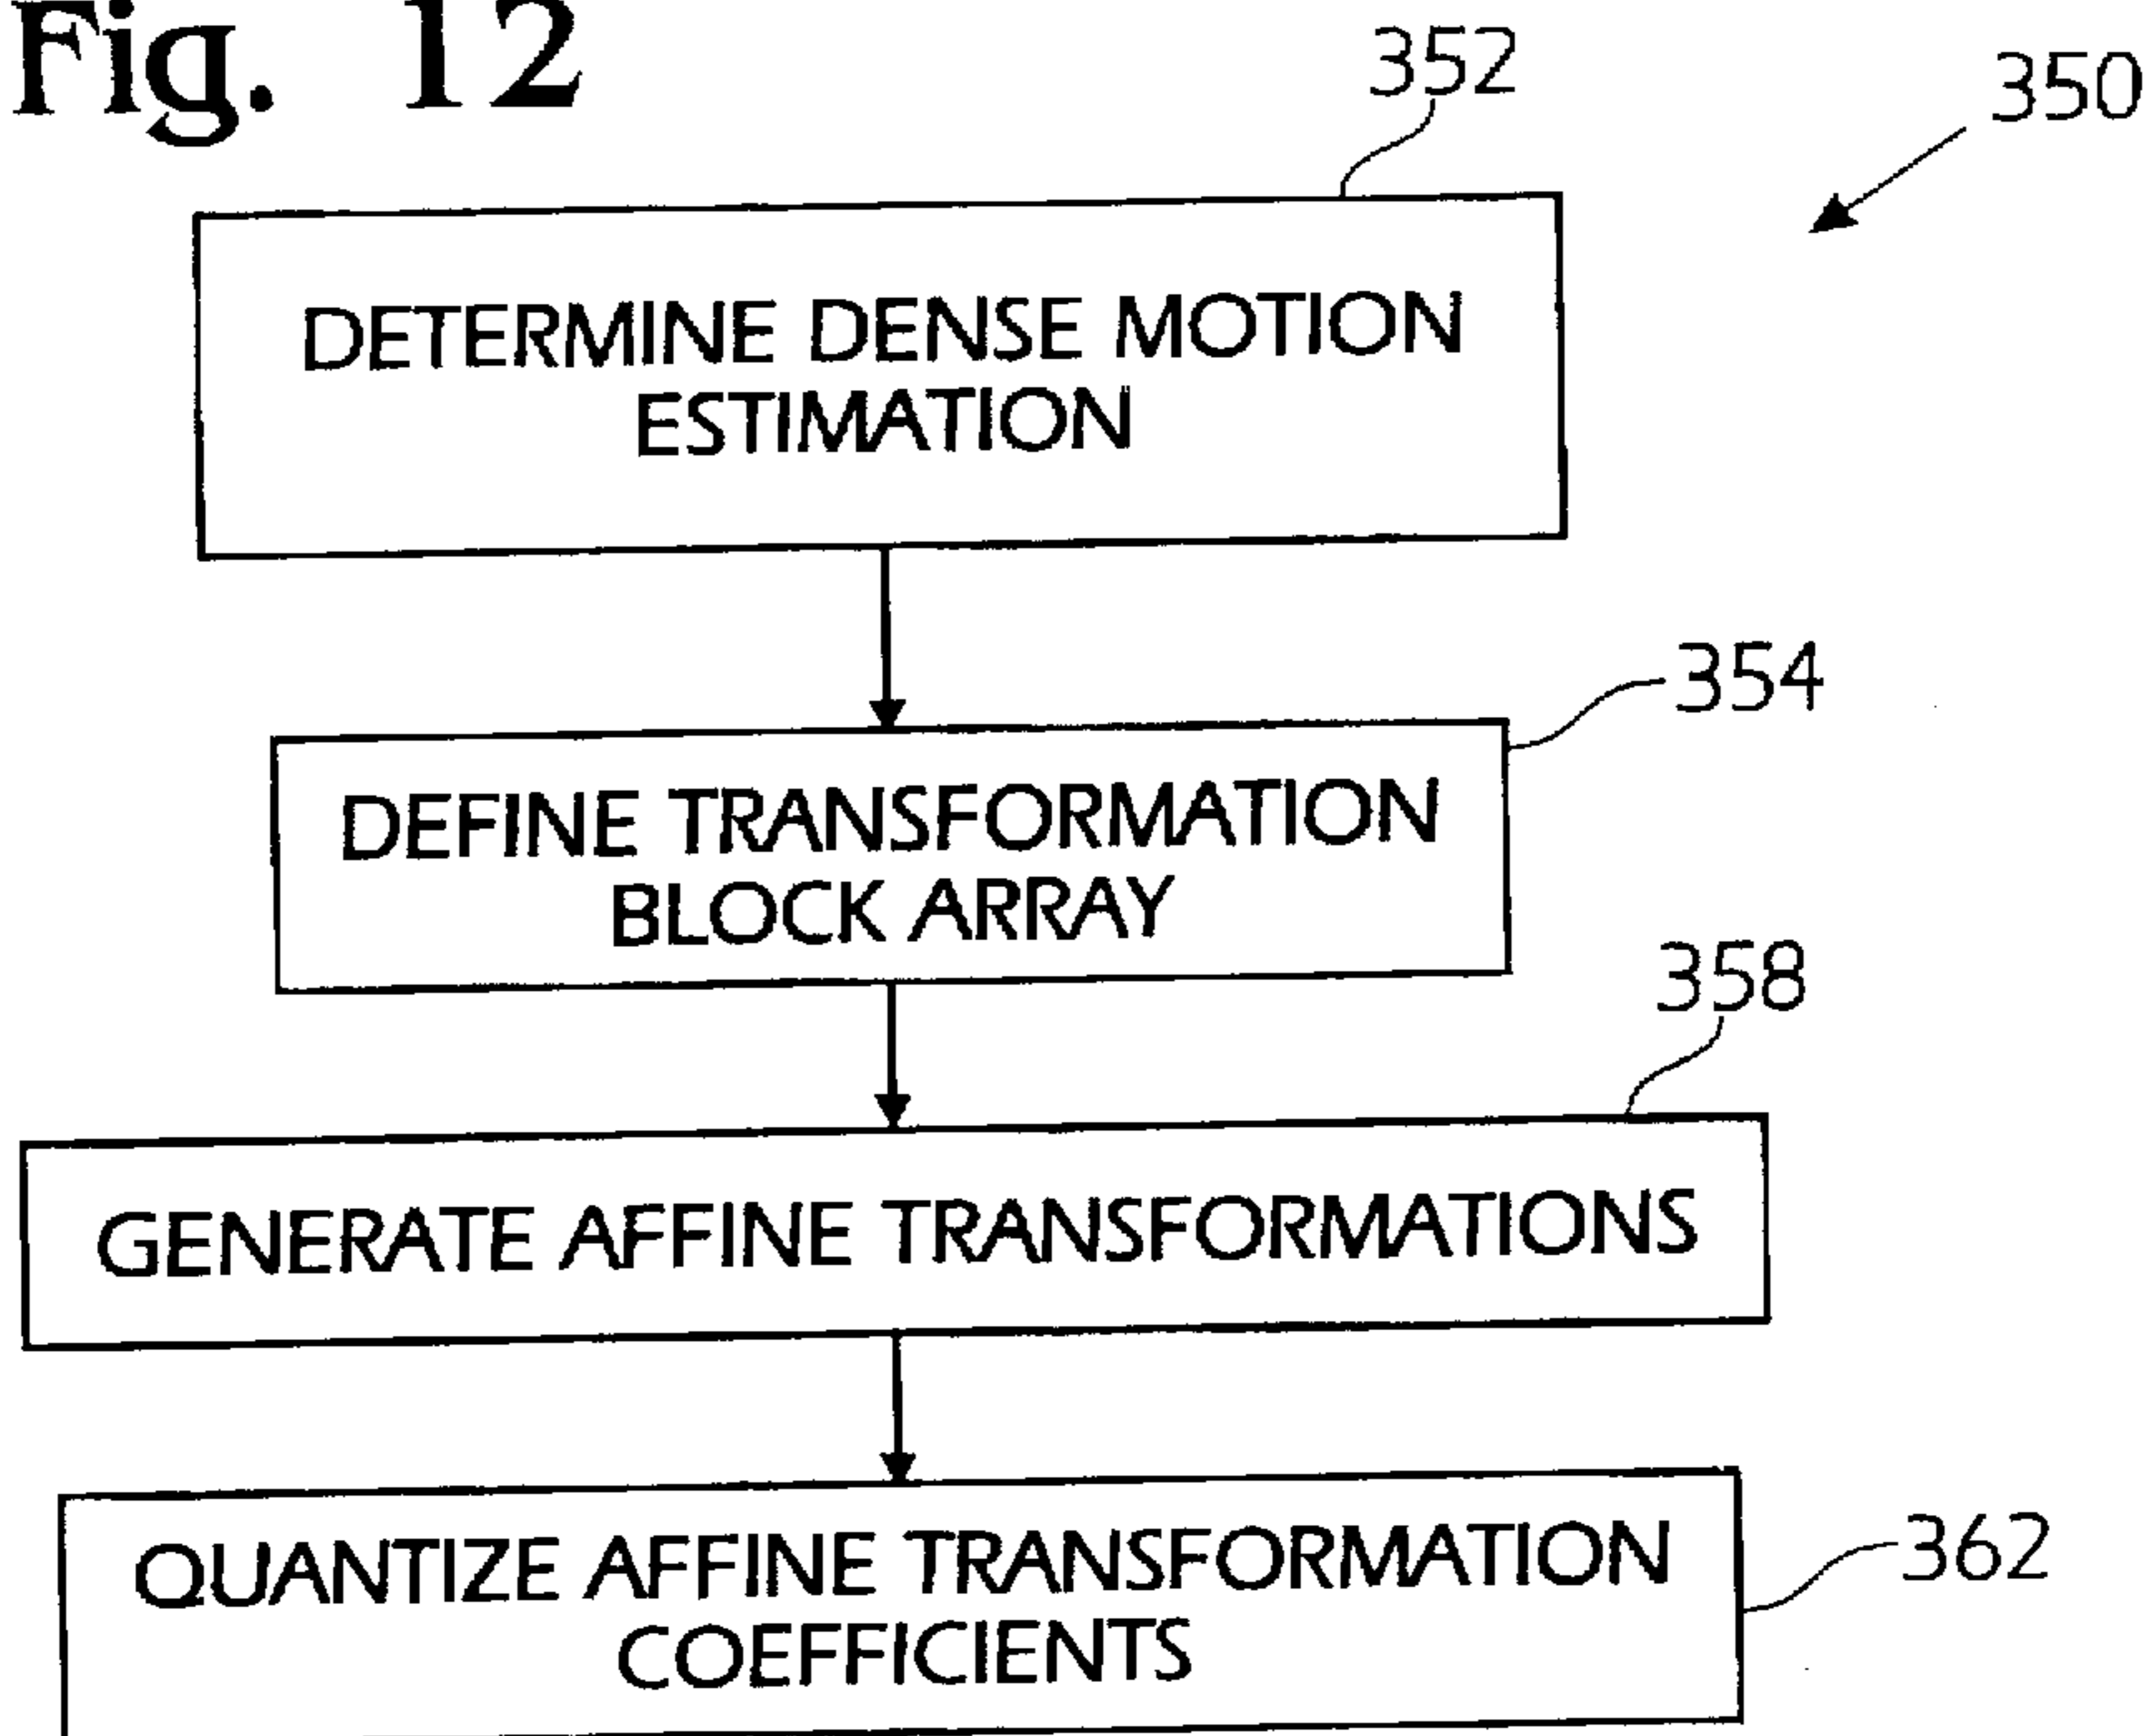 Fig. 12
352
350
DETERMINE DENSE MOTION
ESTIMATION
354
DEFINE TRANSFORMATION
BLOCK ARRAY
358
GENERATE AFFINE TRANSFORMATIONS
QUANTIZE AFFINE TRANSFORMATION
COEFFICIENTS
362